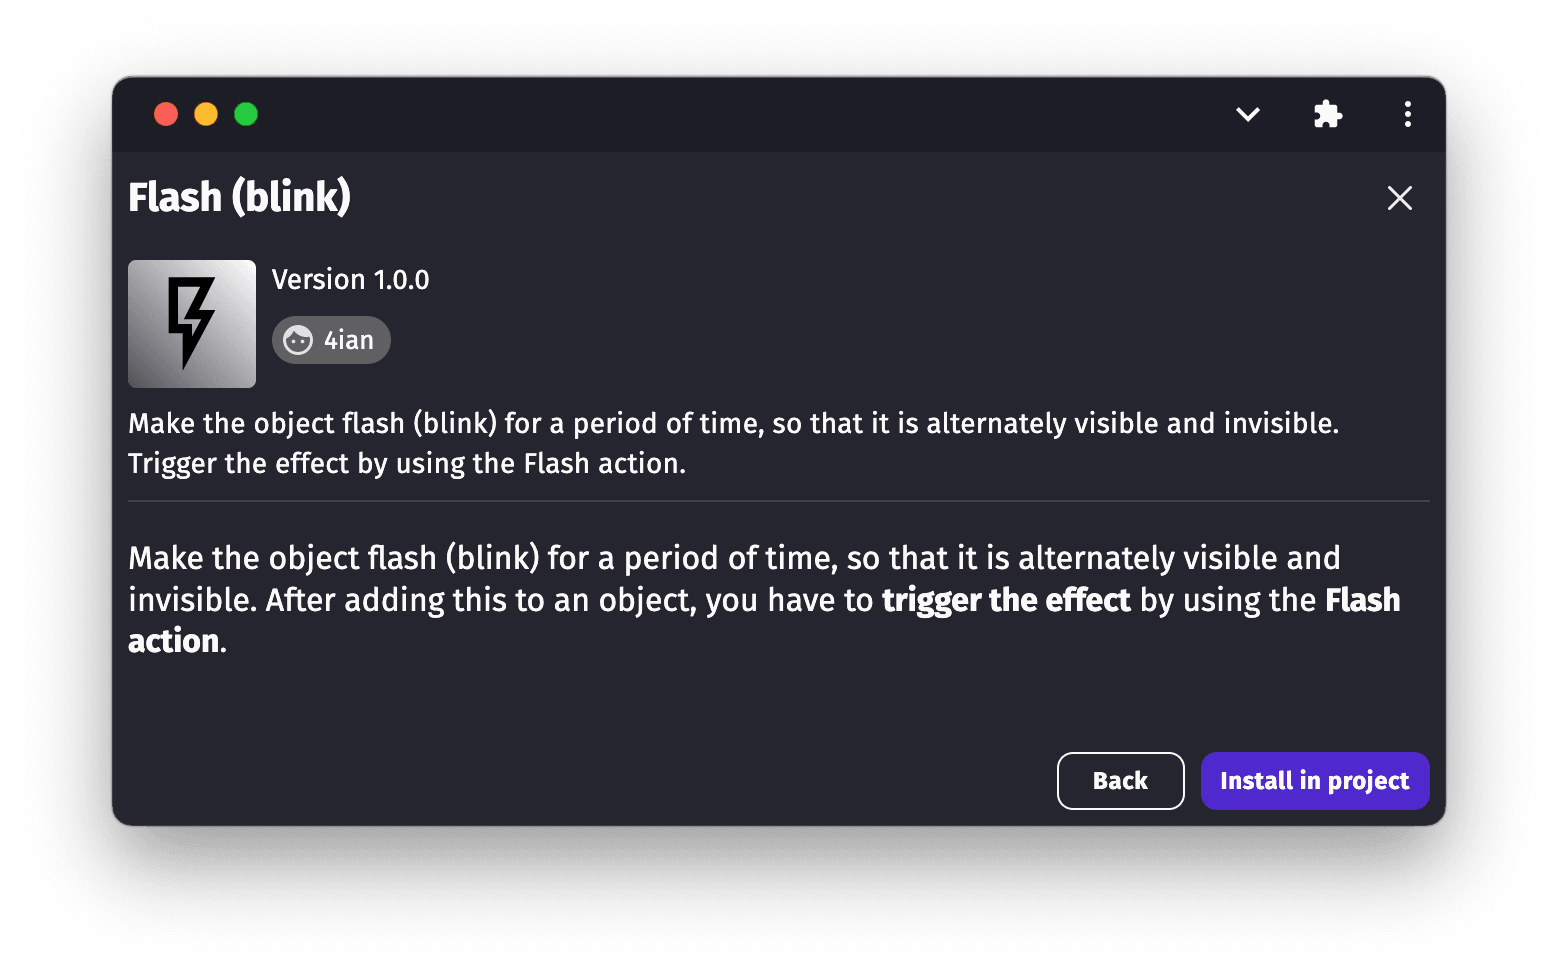 Flash (blink)
Version 1.0.0
4ian
Make the object flash (blink) for a period of time, so that it is alternately visible and invisible.
Trigger the effect by using the Flash action.
Make the object flash (blink) for a period of time, so that it is alternately visible and
invisible. After adding this to an object, you have to trigger the effect by using the Flash
action.
Back
Install in project